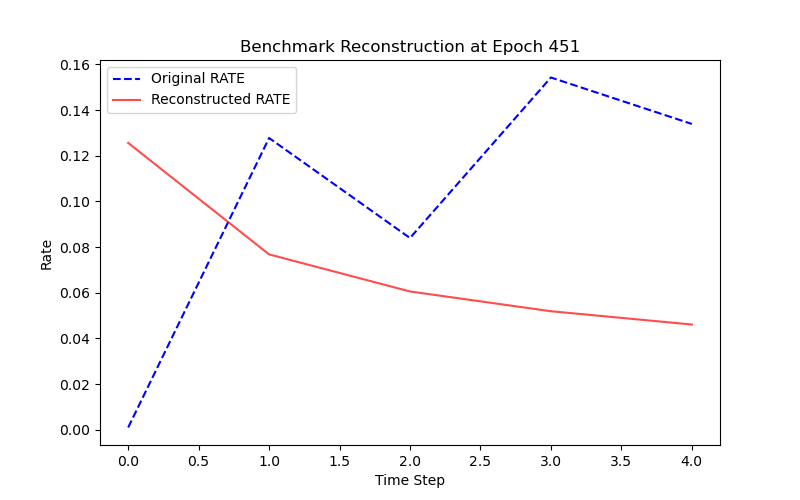 Benchmark Reconstruction at Epoch 451
Original RATE
Reconstructed RATE
Rate
0.16
0.14
0.12
0.10
0.08
0.06
0.04
0.02
0.00
0.0 0.5 1.0 1.5 2.0 2.5 3.0 3.5 4.0
Time Step